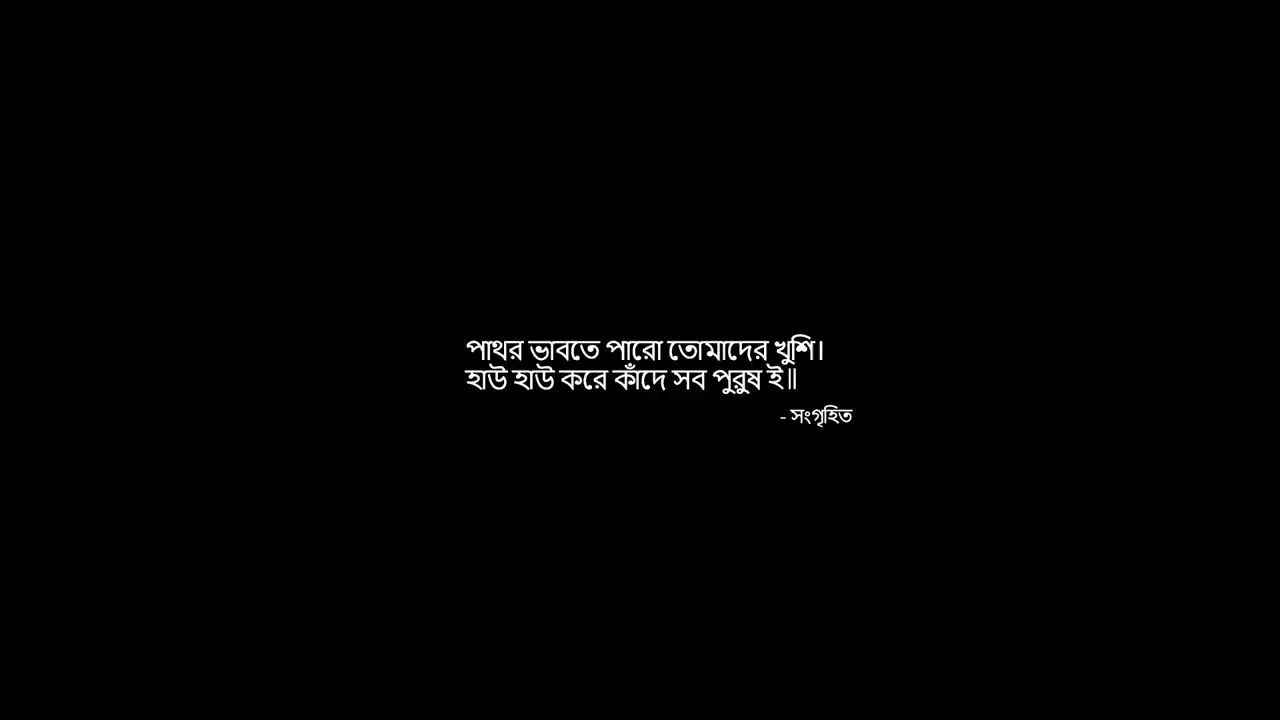 পাথর ভাবতে পারো তোমাদের খুশি।
হাউ হাউ করে কাঁদে সব পুরুষ ই॥
- সংগৃহিত